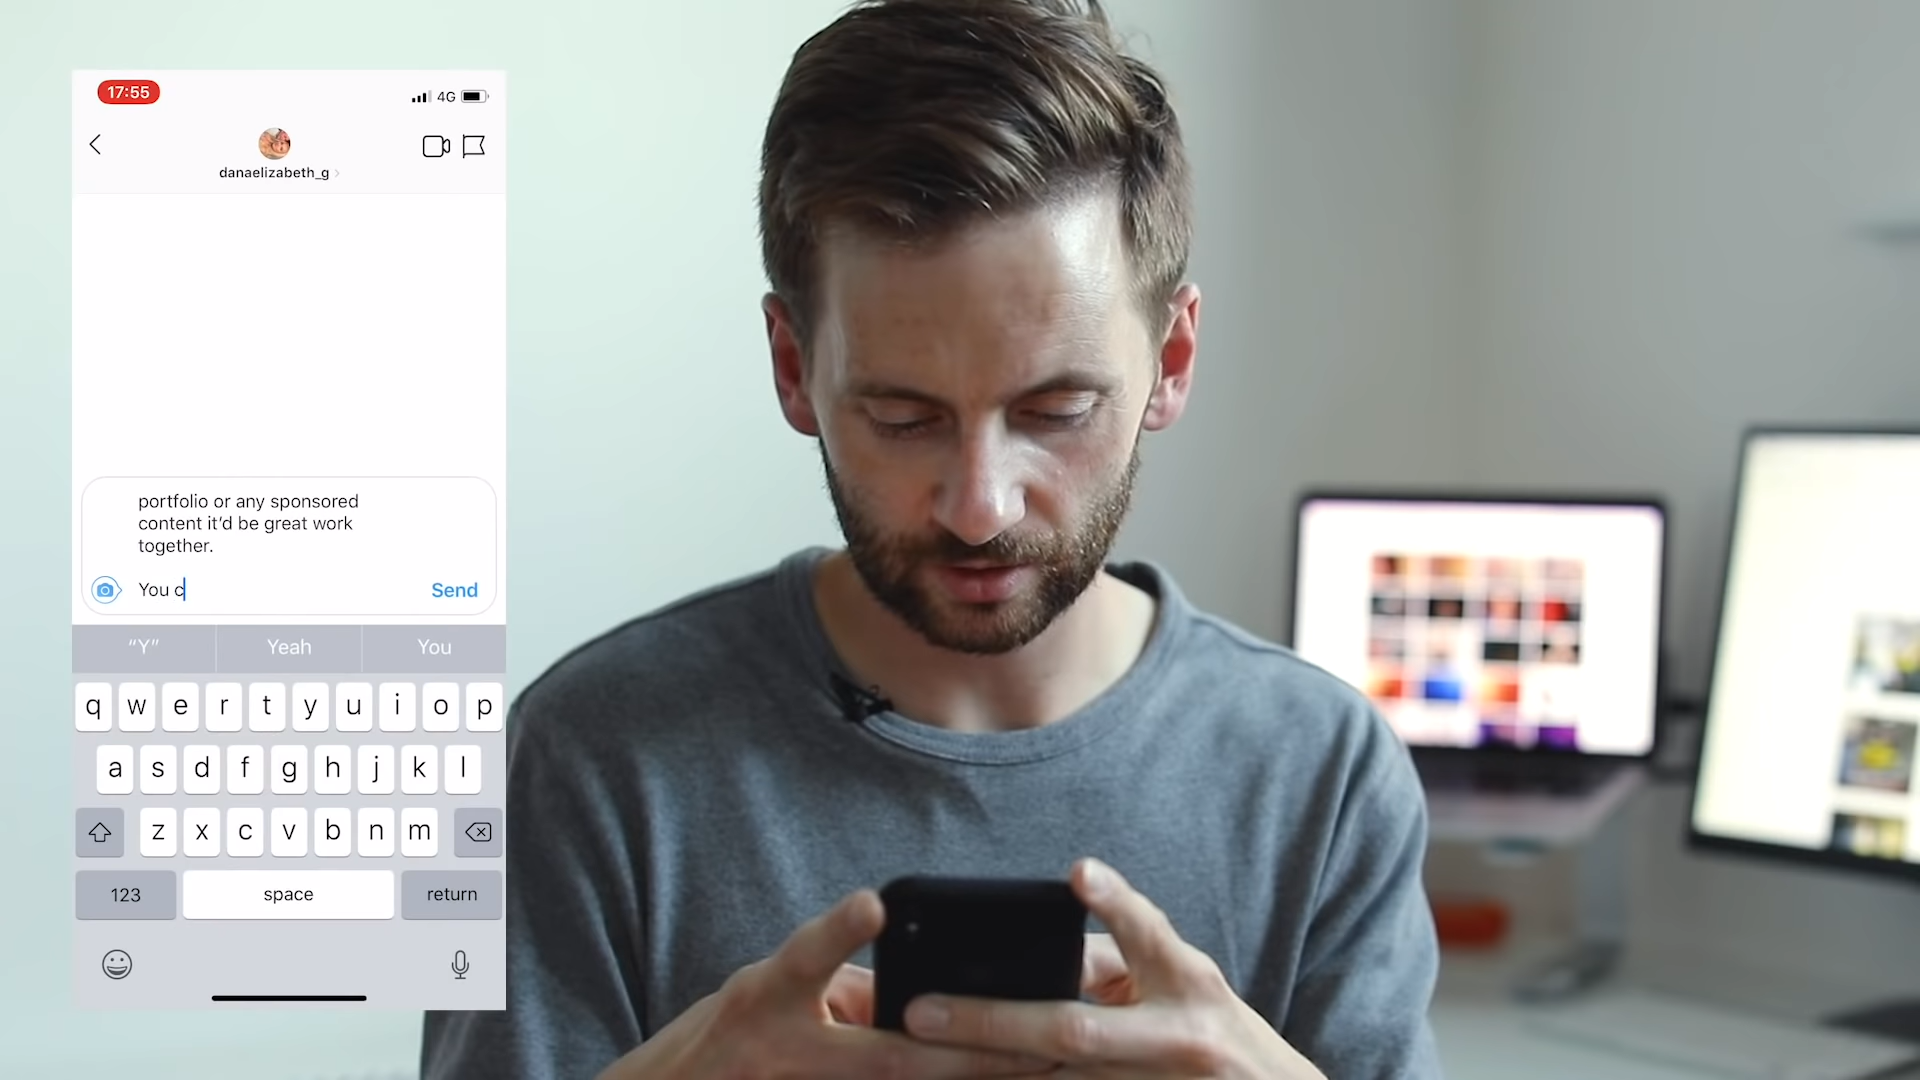 17:55
4G
danaelizabeth_g
portfolio or any sponsored
content it'd be great work
together.
You c
Send
"Y" Yeah You
q w e r t y u i o p
a s d f g h j k l
z x c v b n m
123 space return